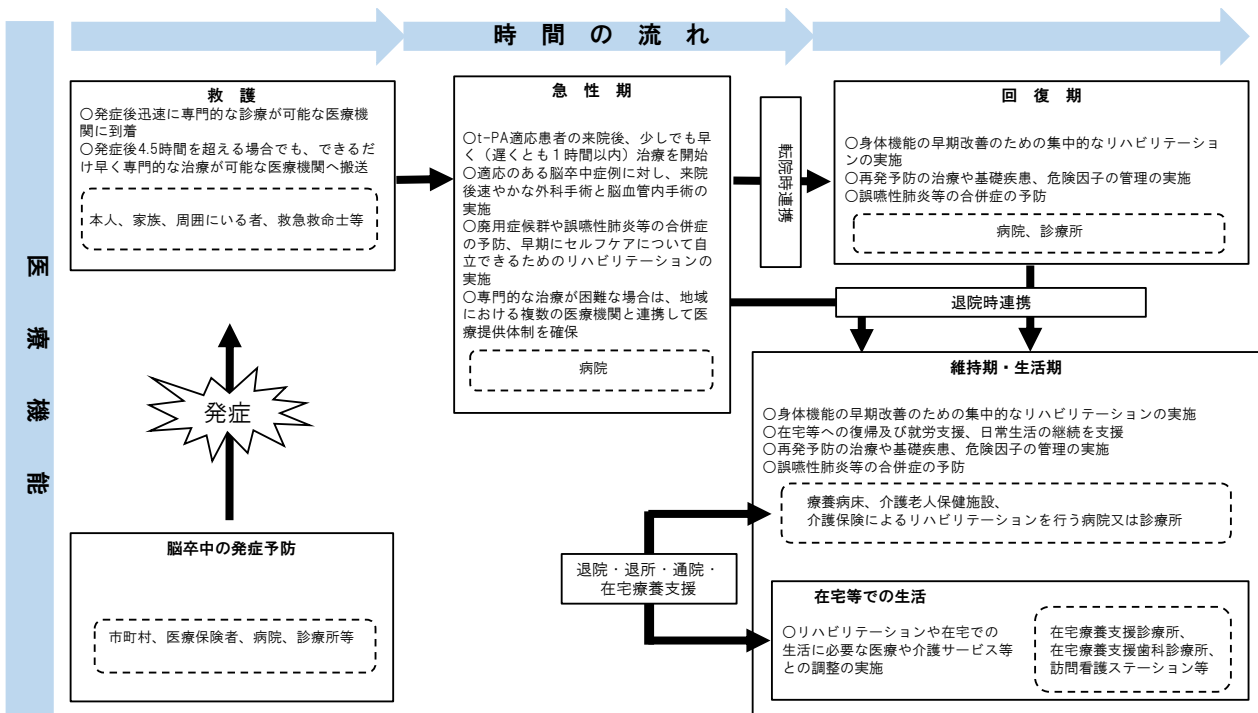 時間の流れ
医療機能
救護
○発症後迅速に専門的な診療が可能な医療機
関に到着
○発症後4.5時間を超える場合でも、できるだ
け早く専門的な治療が可能な医療機関へ搬送
本人、家族、周囲にいる者、救急救命士等
発症
脳卒中の発症予防
市町村、医療保険者、病院、診療所等
急性期
○t-PA適応患者の来院後、少しでも早
く（遅くとも１時間以内）治療を開始
○適応のある脳卒中症例に対し、来院
後速やかな外科手術と脳血管内手術の
実施
○廃用症候群や誤嚥性肺炎等の合併症
の予防、早期にセルフケアについて自
立できるためのリハビリテーションの
実施
○専門的な治療が困難な場合は、地域
における複数の医療機関と連携して医
療提供体制を確保
病院
転院時連携
回復期
○身体機能の早期改善のための集中的なリハビリテーショ
ンの実施
○再発予防の治療や基礎疾患、危険因子の管理の実施
○誤嚥性肺炎等の合併症の予防
病院、診療所
退院時連携
維持期・生活期
○身体機能の早期改善のための集中的なリハビリテーションの実施
○在宅等への復帰及び就労支援、日常生活の継続を支援
○再発予防の治療や基礎疾患、危険因子の管理の実施
○誤嚥性肺炎等の合併症の予防
療養病床、介護老人保健施設、
介護保険によるリハビリテーションを行う病院又は診療所
退院・退所・通院・
在宅療養支援
在宅等での生活
○リハビリテーションや在宅での
生活に必要な医療や介護サービス等
との調整の実施
在宅療養支援診療所、
在宅療養支援歯科診療所、
訪問看護ステーション等